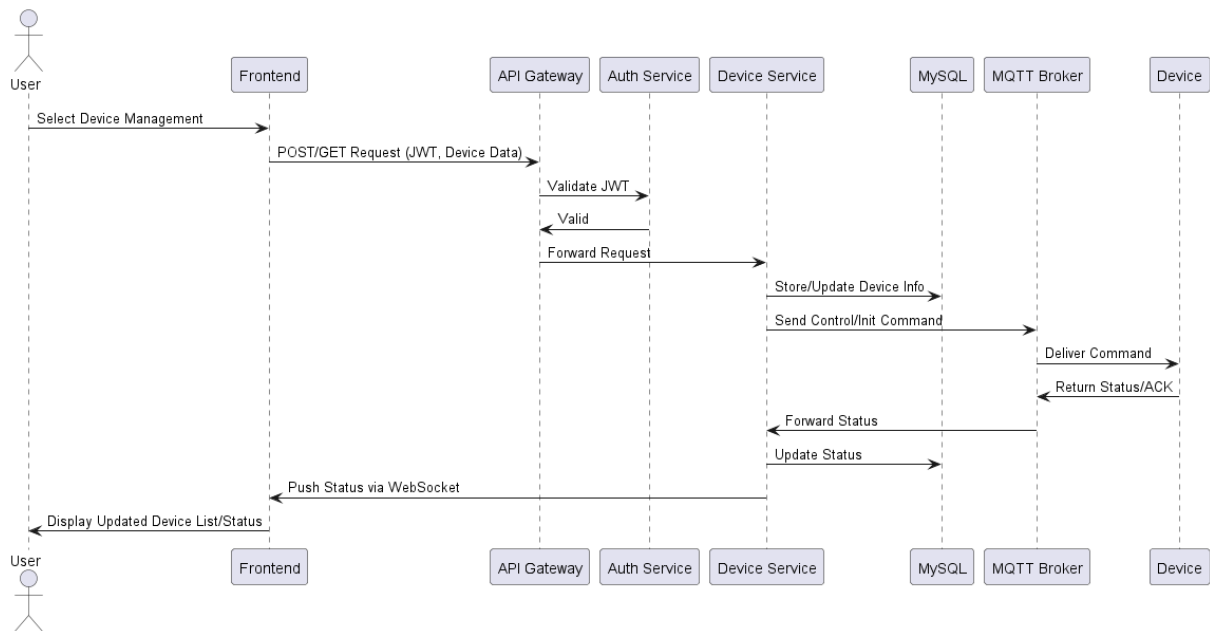 User
Frontend
API Gateway
Auth Service
Device Service
MySQL
MQTT Broker
Device
Select Device Management
POST/GET Request (JWT, Device Data)
Validate JWT
Valid
Forward Request
Store/Update Device Info
Send Control/Init Command
Deliver Command
Return Status/ACK
Forward Status
Update Status
Push Status via WebSocket
Display Updated Device List/Status
User
Frontend
API Gateway
Auth Service
Device Service
MySQL
MQTT Broker
Device